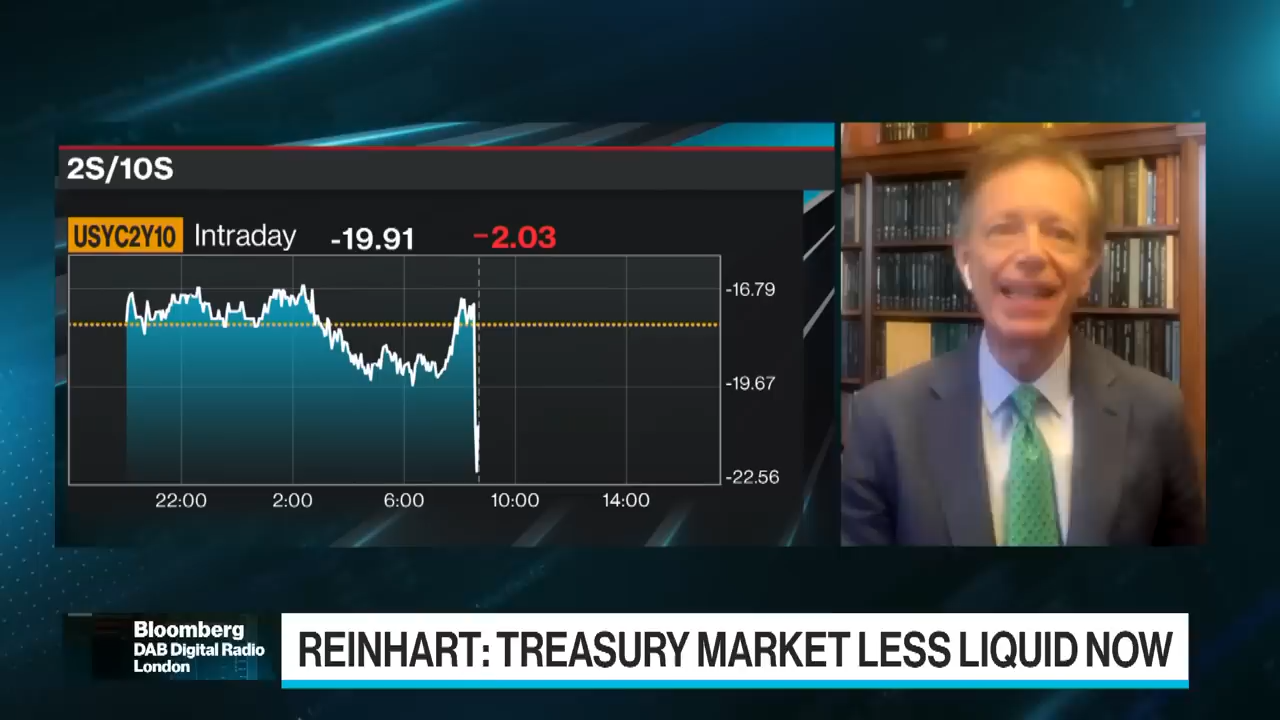 2S/10S
USYC2Y10 Intraday -19.91 -2.03
-16.79
-19.67
-22.56
22:00 2:00 6:00 10:00 14:00
Bloomberg
DAB Digital Radio
London
REINHART: TREASURY MARKET LESS LIQUID NOW